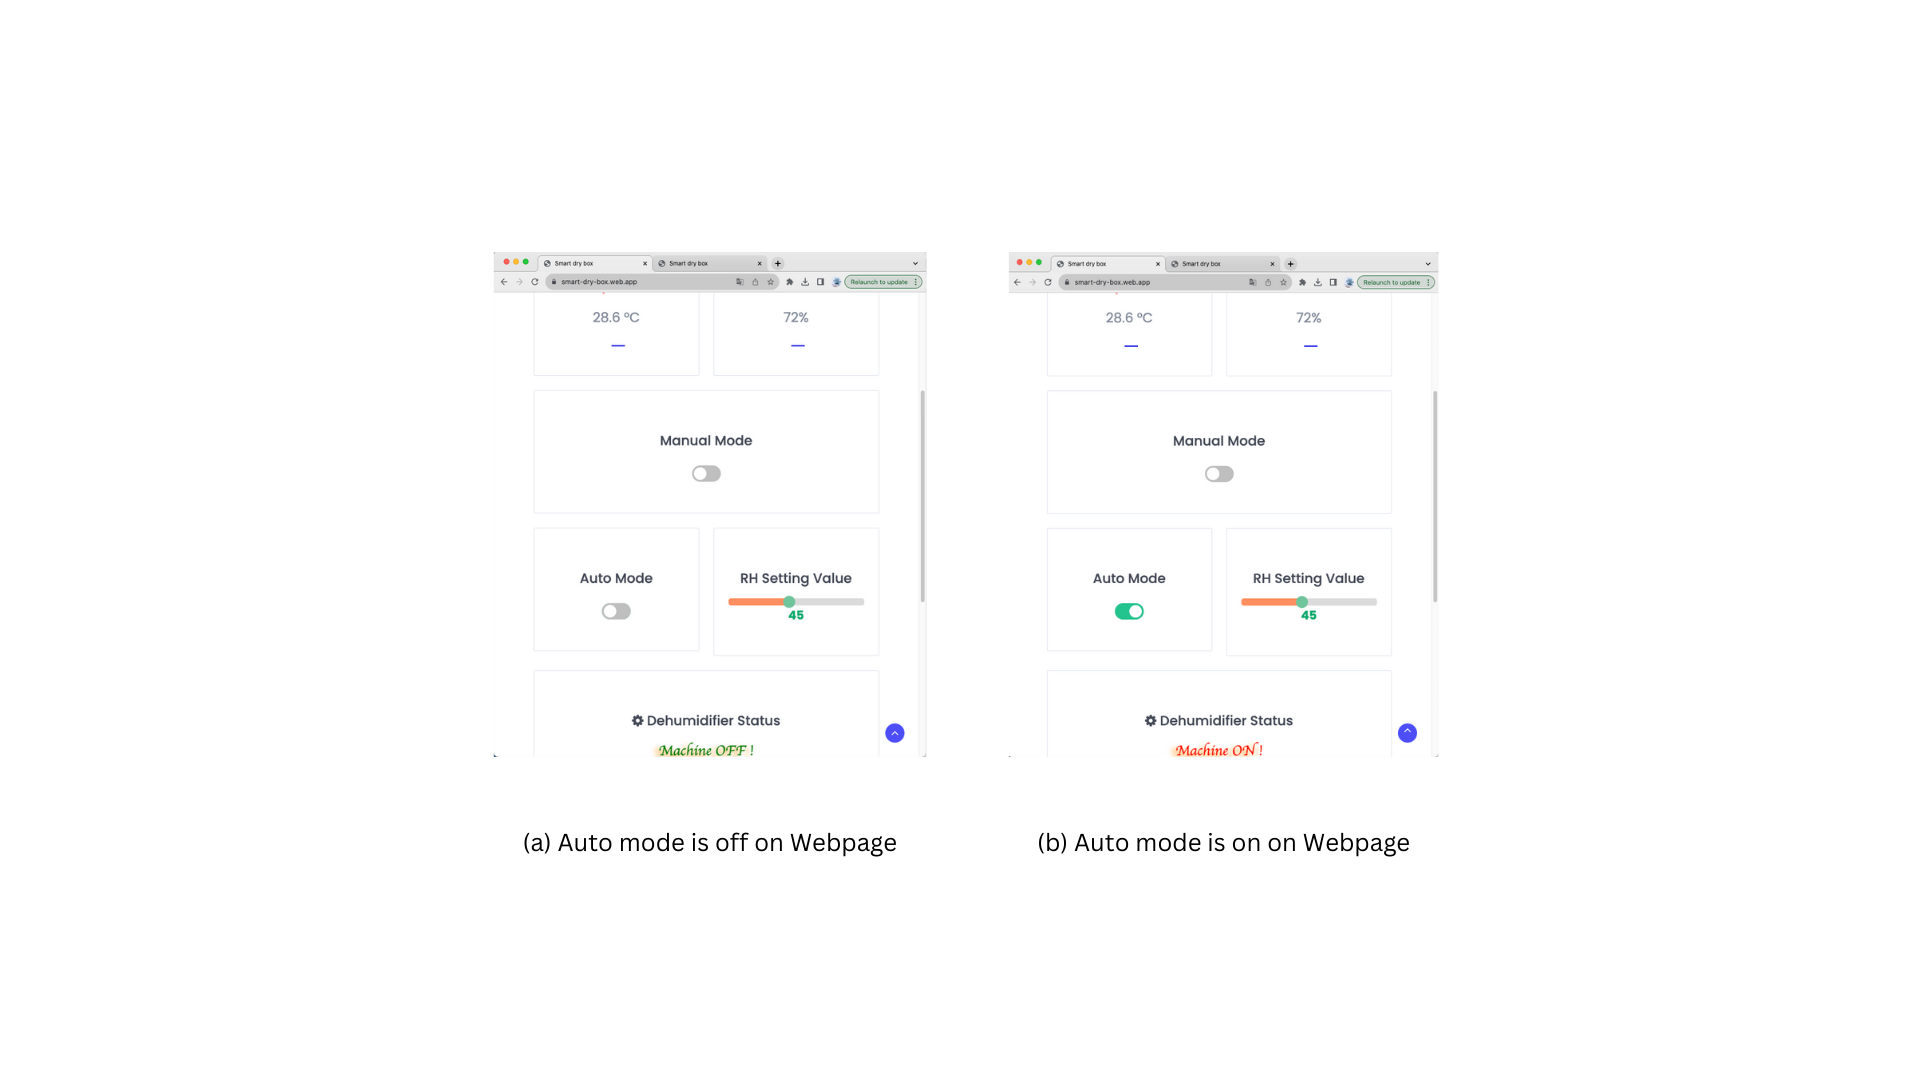 Smart dry box
Smart dry box
smart-dry-box.web.app
Relaunch to update
28.6 ºC
72%
Manual Mode
Auto Mode
RH Setting Value
45
Dehumidifier Status
Machine OFF !
(a) Auto mode is off on Webpage
Smart dry box
Smart dry box
smart-dry-box.web.app
Relaunch to update
28.6 ºC
72%
Manual Mode
Auto Mode
RH Setting Value
45
Dehumidifier Status
Machine ON !
(b) Auto mode is on on Webpage